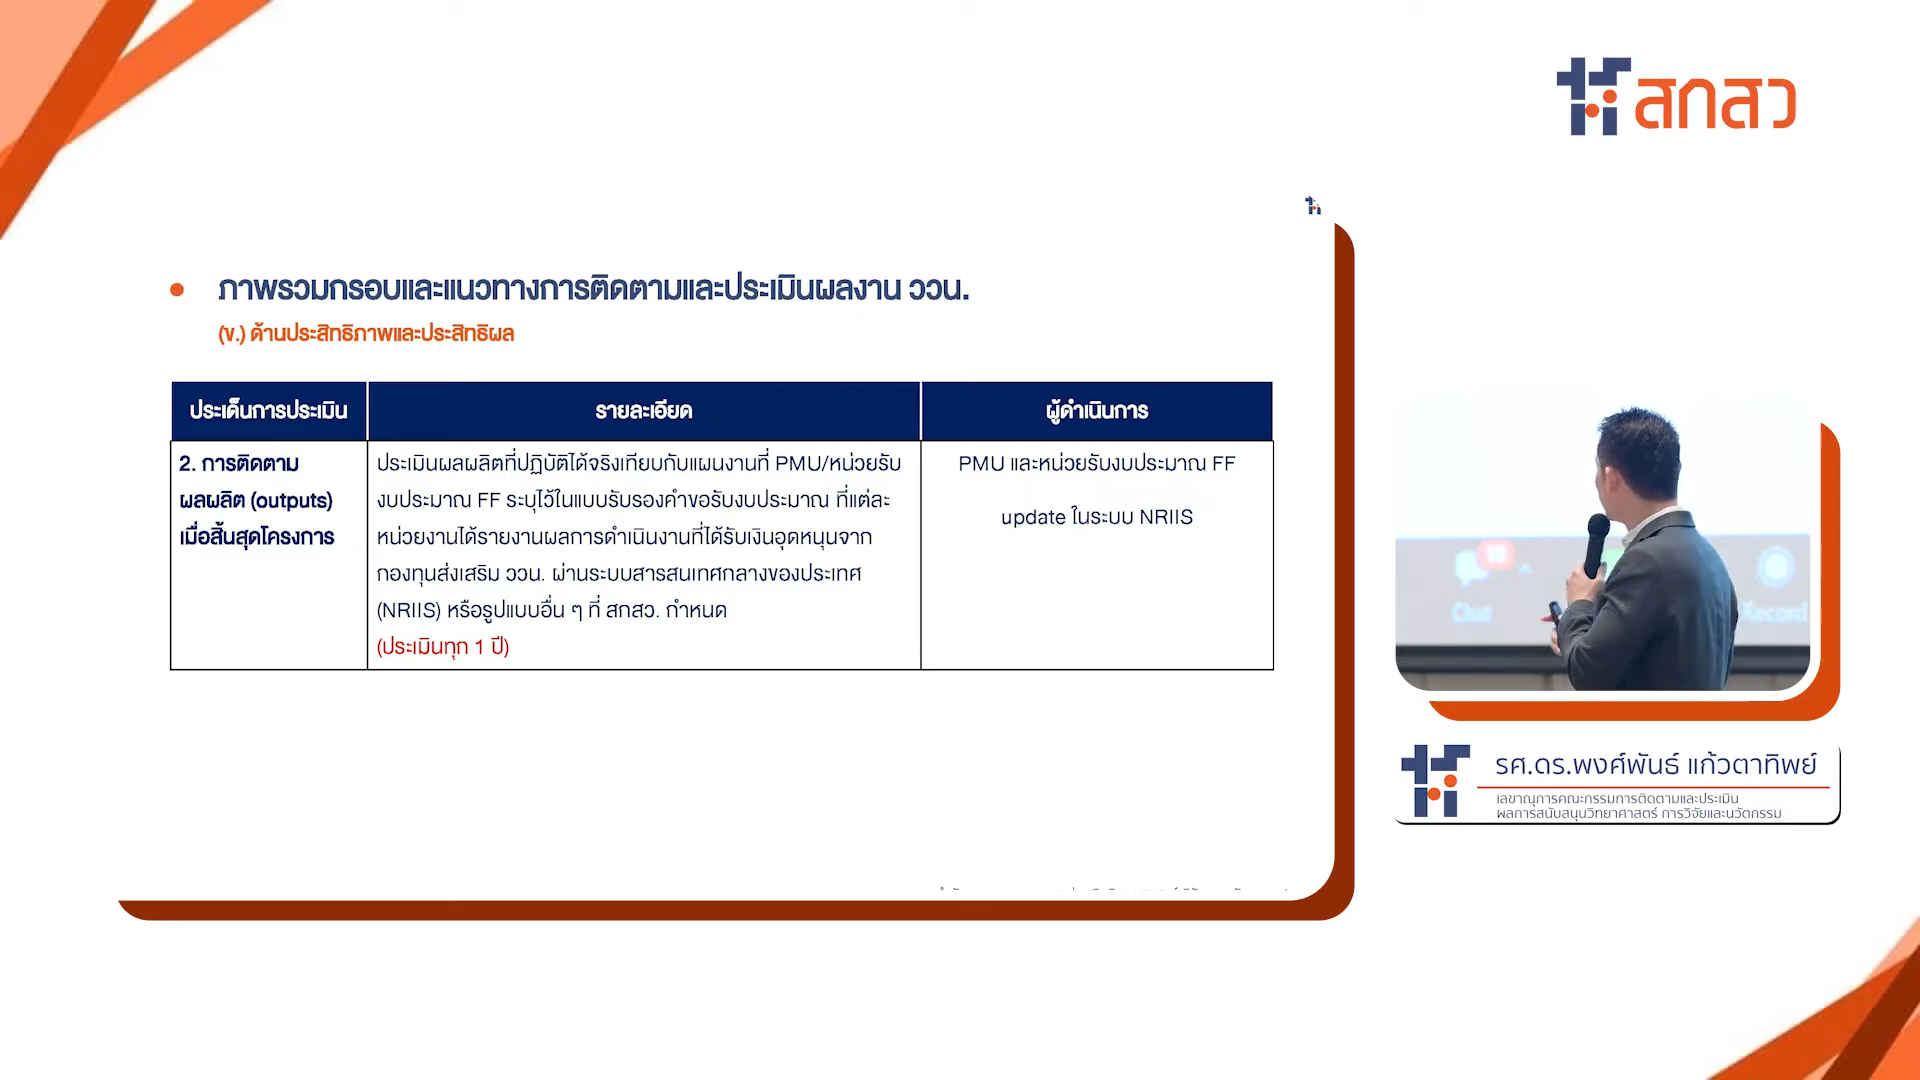 สกสว
ภาพรวมกรอบและแนวทางการติดตามและประเมินผลงาน ววน.
(ข.) ด้านประสิทธิภาพและประสิทธิผล
ประเด็นการประเมิน
รายละเอียด
ผู้ดำเนินการ
2. การติดตาม
ผลผลิต (outputs)
เมื่อสิ้นสุดโครงการ
ประเมินผลผลิตที่ปฏิบัติได้จริงเทียบกับแผนงานที่ PMU/หน่วยรับ
งบประมาณ FF ระบุไว้ในแบบรับรองคำขอรับงบประมาณ ที่แต่ละ
หน่วยงานได้รายงานผลการดำเนินงานที่ได้รับเงินอุดหนุนจาก
กองทุนส่งเสริม ววน. ผ่านระบบสารสนเทศกลางของประเทศ
(NRIIS) หรือรูปแบบอื่น ๆ ที่ สกสว. กำหนด
(ประเมินทุก 1 ปี)
PMU และหน่วยรับงบประมาณ FF
update ในระบบ NRIIS
Chat
Record
รศ.ดร.พงศ์พันธ์ แก้วตาทิพย์
เลขานุการคณะกรรมการติดตามและประเมิน
ผลการสนับสนุนวิทยาศาสตร์ การวิจัยและนวัตกรรม